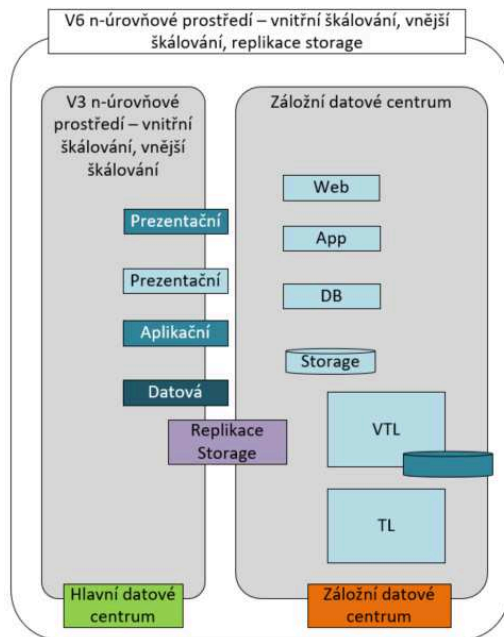 V6 n-úrovňové prostředí – vnitřní škálování, vnější
škálování, replikace storage
V3 n-úrovňové
prostředí – vnitřní
škálování, vnější
škálování
Prezentační
Prezentační
Aplikační
Datová
Replikace
Storage
Hlavní datové
centrum
Záložní datové centrum
Web
App
DB
Storage
VTL
TL
Záložní datové
centrum